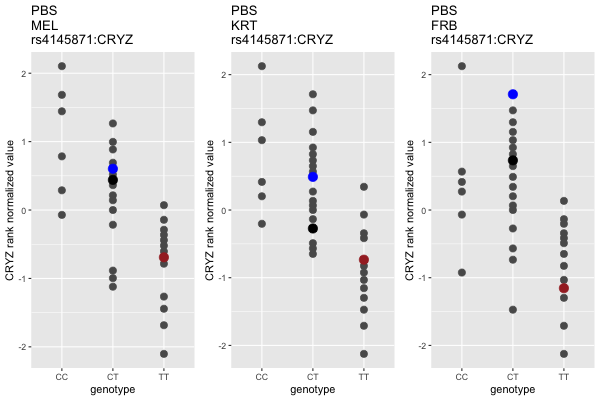 PBS
MEL
rs4145871:CRYZ
CRYZ rank normalized value
2
1
0
-1
-2
CC CT TT
genotype
PBS
KRT
rs4145871:CRYZ
CRYZ rank normalized value
2
1
0
-1
-2
CC CT TT
genotype
PBS
FRB
rs4145871:CRYZ
CRYZ rank normalized value
2
1
0
-1
-2
CC CT TT
genotype